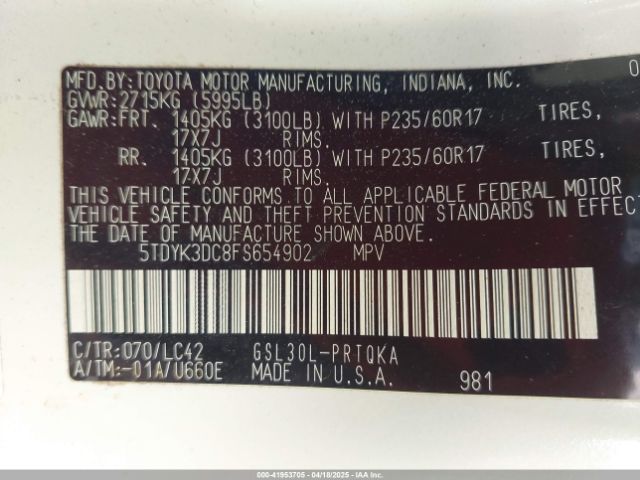 MFD. BY: TOYOTA MOTOR MANUFACTURING, INDIANA, INC. 0
GVWR: 2715KG (5995LB)
GAWR: FRT. 1405KG (3100LB) WITH P235/60R17 TIRES,
17X7J RIMS.
RR. 1405KG (3100LB) WITH P235/60R17 TIRES,
17X7J RIMS.
THIS VEHICLE CONFORMS TO ALL APPLICABLE FEDERAL MOTOR
VEHICLE SAFETY AND THEFT PREVENTION STANDARDS IN EFFECT
THE DATE OF MANUFACTURE SHOWN ABOVE.
5TDYK3DC8FS654902 MPV
C/TR: 070/LC42 GSL30L-PRTQKA
A/TM: -01A/U660E MADE IN U.S.A. 981
000-41953705 - 04/18/2025 - IAAI.COM